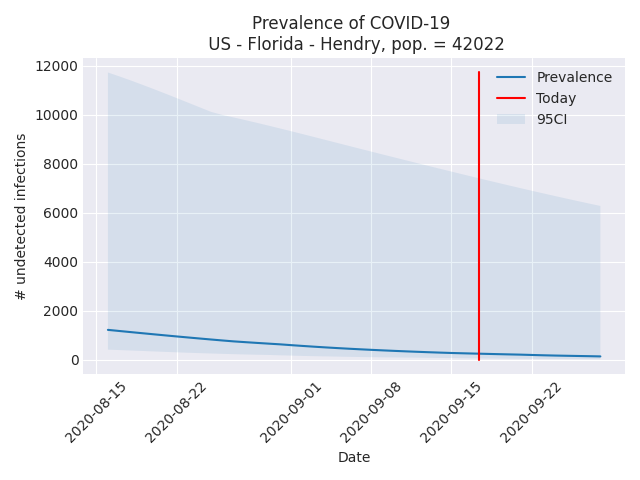 Prevalence of COVID-19
US - Florida - Hendry, pop. = 42022
12000
10000
8000
6000
4000
2000
0
# undetected infections
Prevalence
Today
95CI
2020-08-15
2020-08-22
2020-09-01
2020-09-08
2020-09-15
2020-09-22
Date